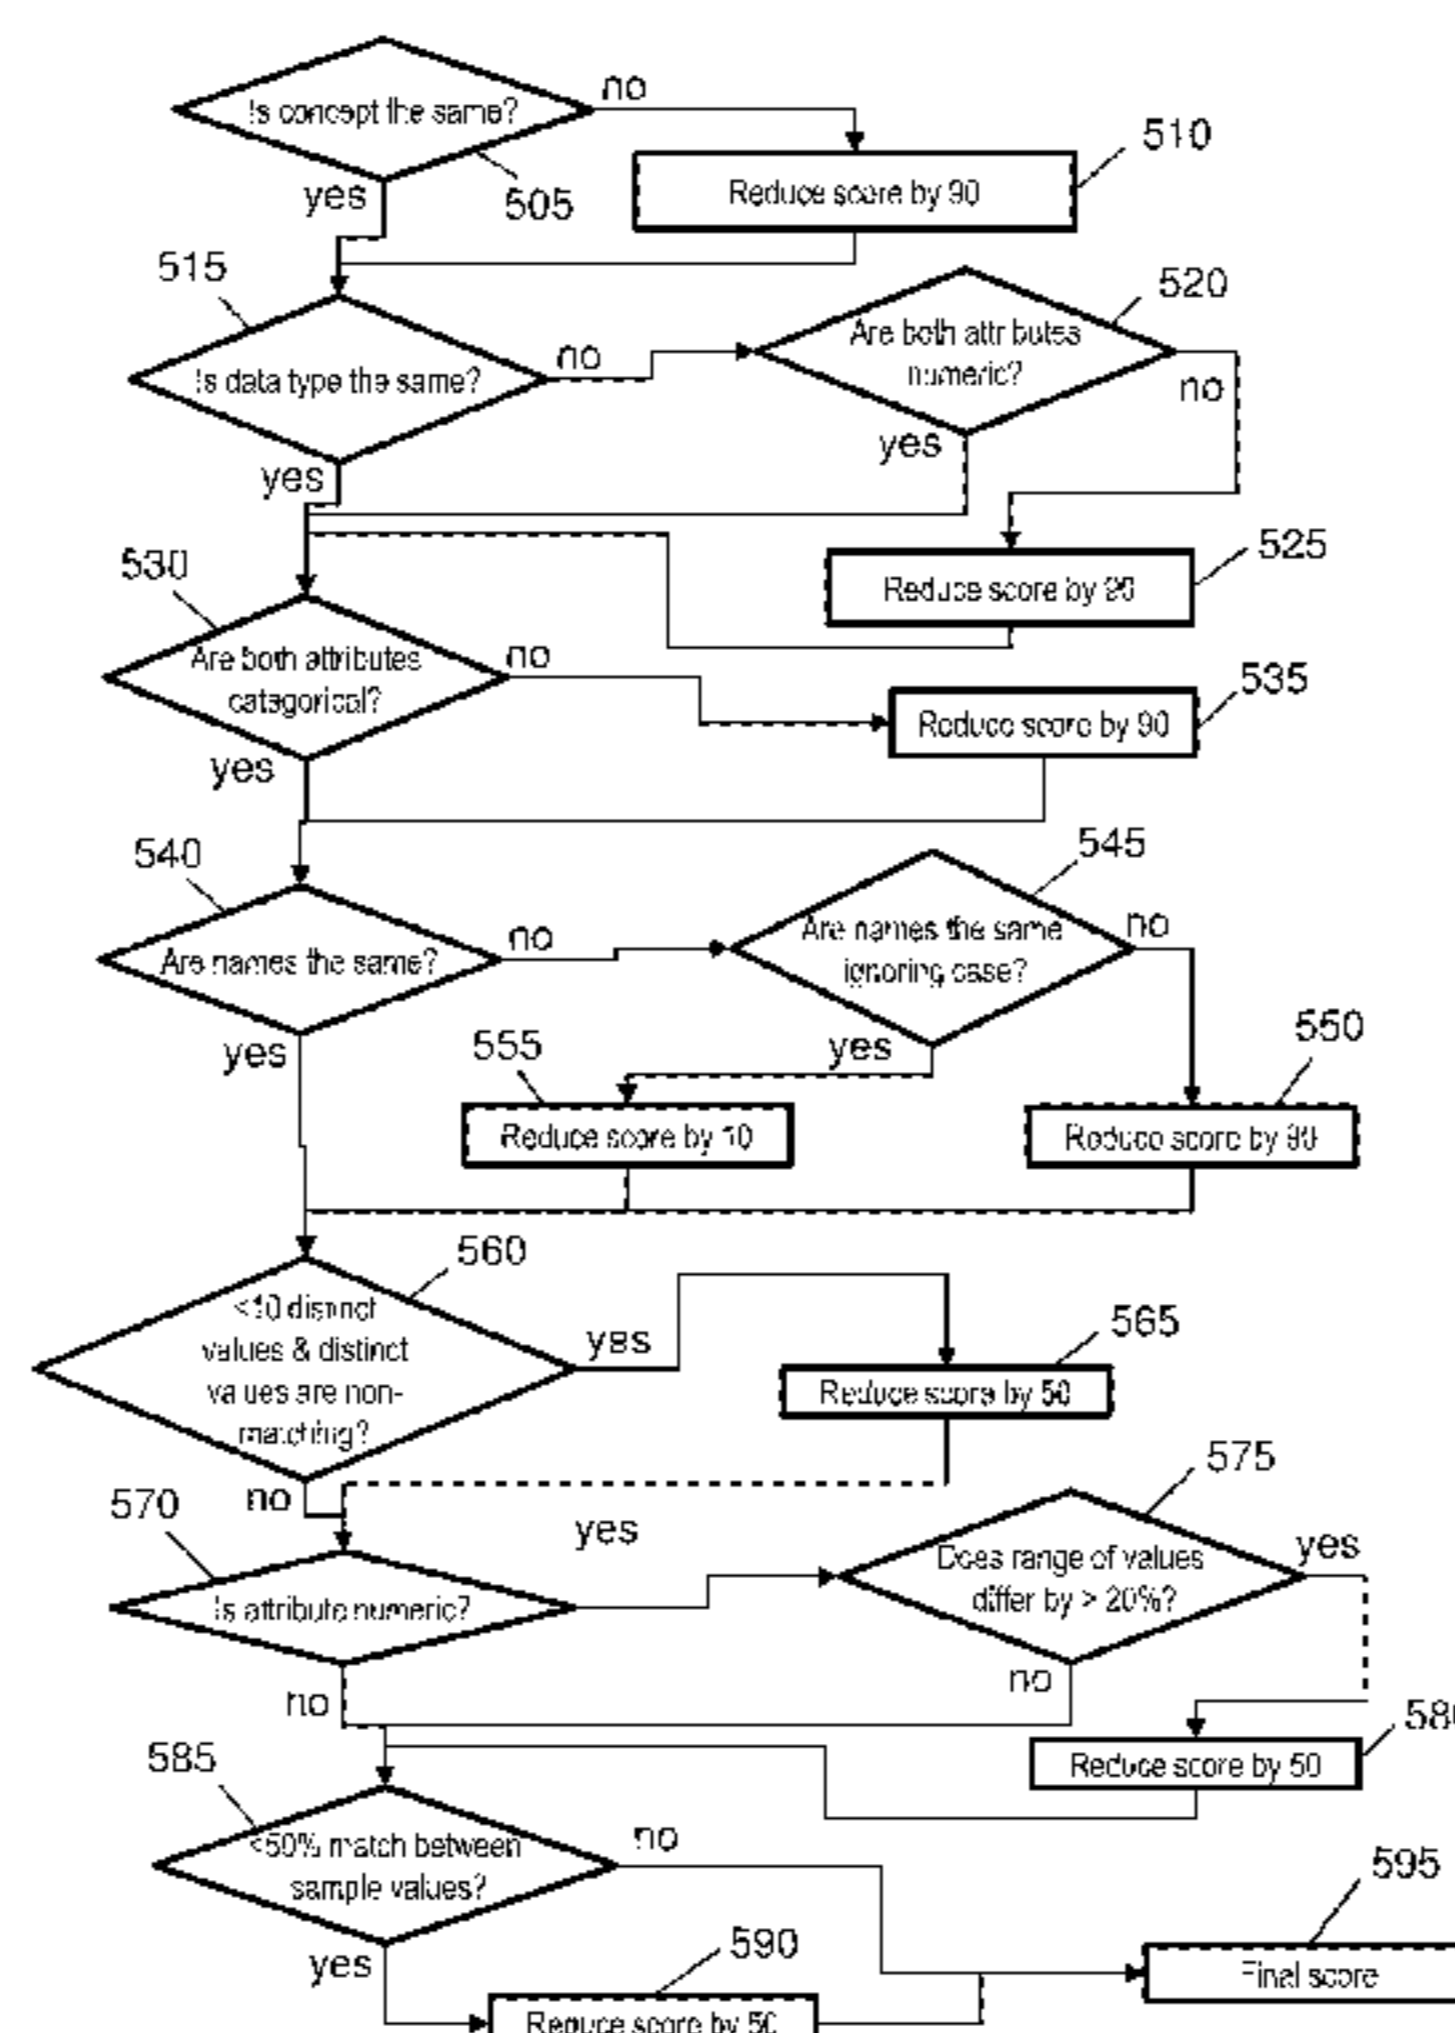 Is concept the same?
no
yes
505
510
Reduce score by 90
515
Is data type the same?
no
yes
520
Are both attributes
numeric?
no
yes
525
Reduce score by 90
530
Are both attributes
categorical?
no
yes
535
Reduce score by 90
540
Are names the same?
no
yes
545
Are names the same
ignoring case?
no
yes
555
Reduce score by 10
550
Reduce score by 90
560
<10 distinct
values & distinct
values are non-
matching?
yes
no
565
Reduce score by 50
570
Is attribute numeric?
yes
no
575
Does range of values
differ by > 20%?
yes
no
Reduce score by 50
585
<50% match between
sample values?
no
yes
590
Reduce score by 50
595
Final score